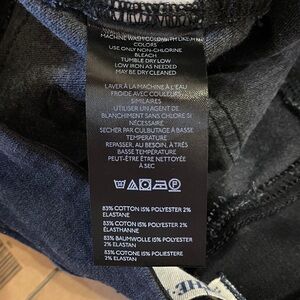 MACHINE WASH COLD WITH LIKE
COLORS
USE ONLY NON-CHLORINE
BLEACH
TUMBLE DRY LOW
LOW IRON AS NEEDED
MAY BE DRY CLEANED
LAVER À LA MACHINE À L'EAU
FROIDE AVEC COULEURS
SIMILAIRES
UTILISER UN AGENT DE
BLANCHIMENT SANS CHLORE SI
NÉCESSAIRE
SECHER PAR CULBUTAGE À BASSE
TEMPERATURE
REPASSER, AU BESOIN, À TRÈS
BASSE TEMPÉRATURE
PEUT-ÊTRE ÊTRE NETTOYÉE
À SEC
83% COTTON 15% POLYESTER 2%
ELASTANE
83% COTON 15% POLYESTER 2%
ÉLASTHANNE
83% BAUMWOLLE 15% POLYESTER
2% ELASTAN
83% COTONE 15% POLIESTERE
2% ELASTAN